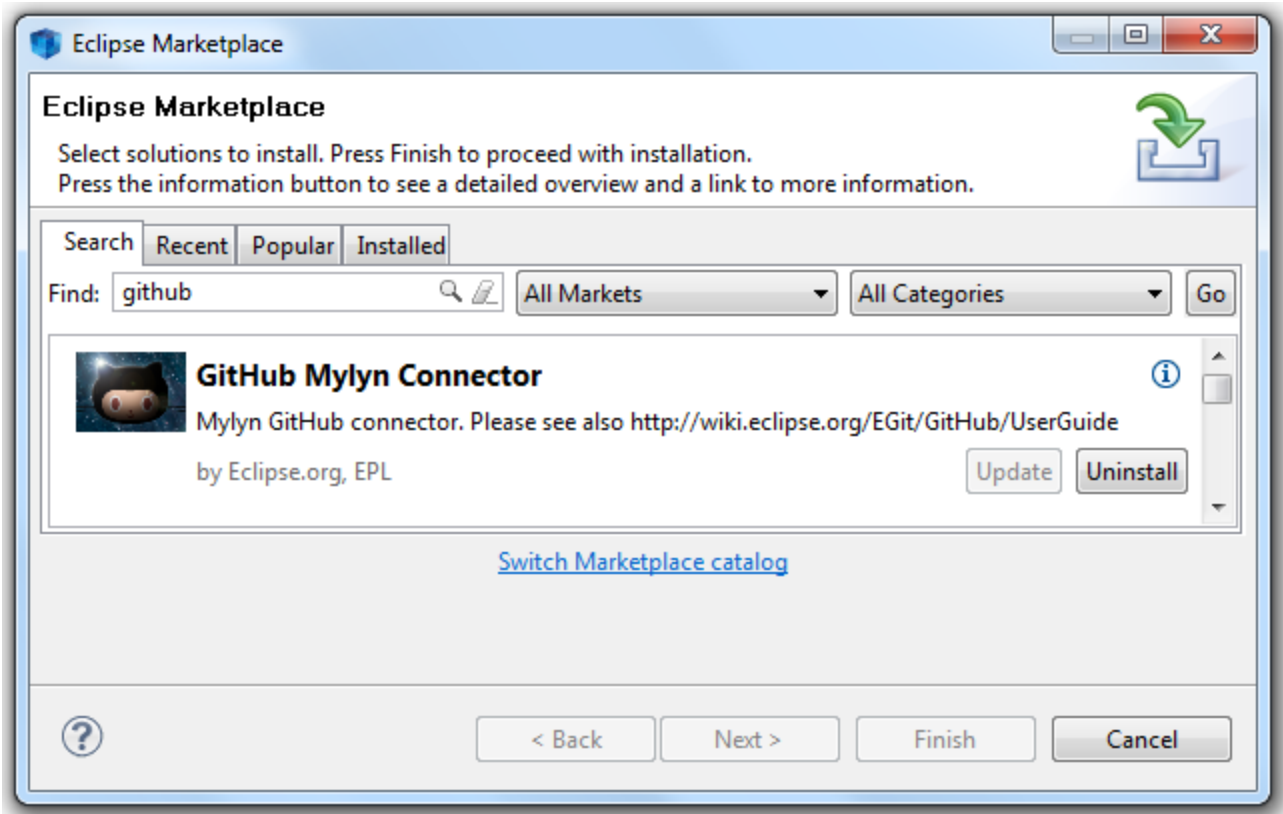 Eclipse Marketplace
Eclipse Marketplace
Select solutions to install. Press Finish to proceed with installation.
Press the information button to see a detailed overview and a link to more information.
Search Recent Popular Installed
Find: github All Markets All Categories Go
GitHub Mylyn Connector
Mylyn GitHub connector. Please see also http://wiki.eclipse.org/EGit/GitHub/UserGuide
by Eclipse.org, EPL Update Uninstall
Switch Marketplace catalog
< Back Next > Finish Cancel